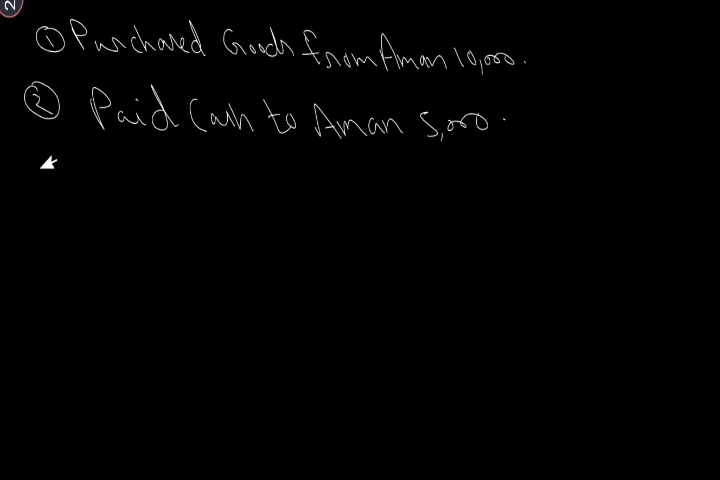 ① Purchased Goods from Aman 10,000.
② Paid Cash to Aman 5,000.